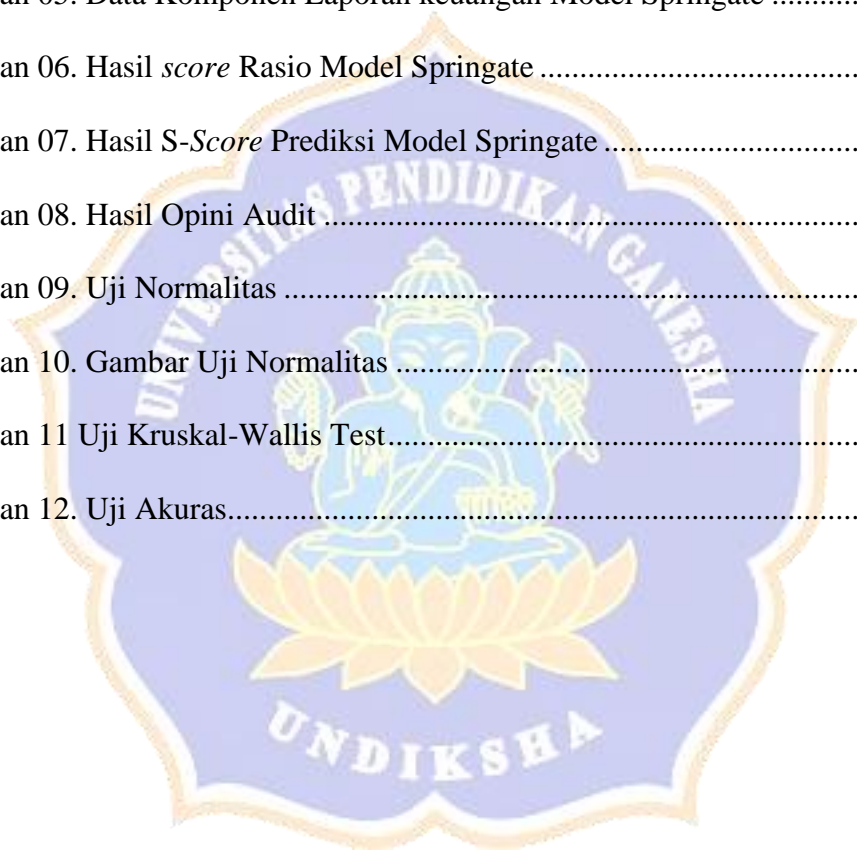 an 05. Data Komponen Laporan keuangan Model Springate ...........
an 06. Hasil score Rasio Model Springate ........................................
an 07. Hasil S-Score Prediksi Model Springate ................................
an 08. Hasil Opini Audit ...................................................................
an 09. Uji Normalitas ........................................................................
an 10. Gambar Uji Normalitas ..........................................................
an 11 Uji Kruskal-Wallis Test...........................................................
an 12. Uji Akuras...............................................................................
UNIVERSITAS PENDIDIKAN GANESHA
UNDIKSHA